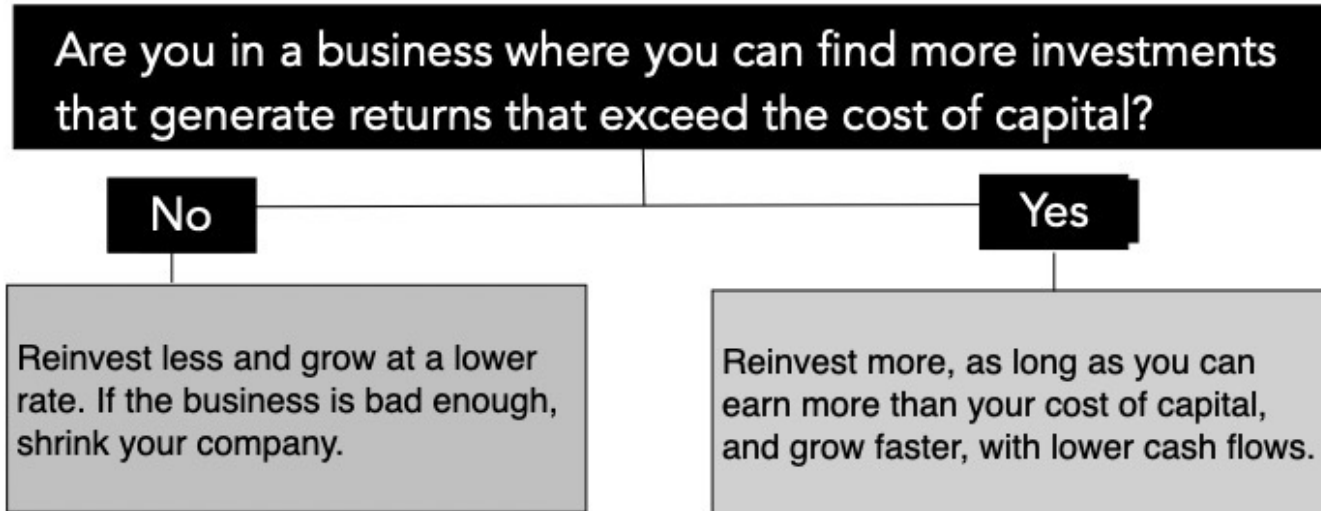 Are you in a business where you can find more investments
that generate returns that exceed the cost of capital?
No
Yes
Reinvest less and grow at a lower
rate. If the business is bad enough,
shrink your company.
Reinvest more, as long as you can
earn more than your cost of capital,
and grow faster, with lower cash flows.